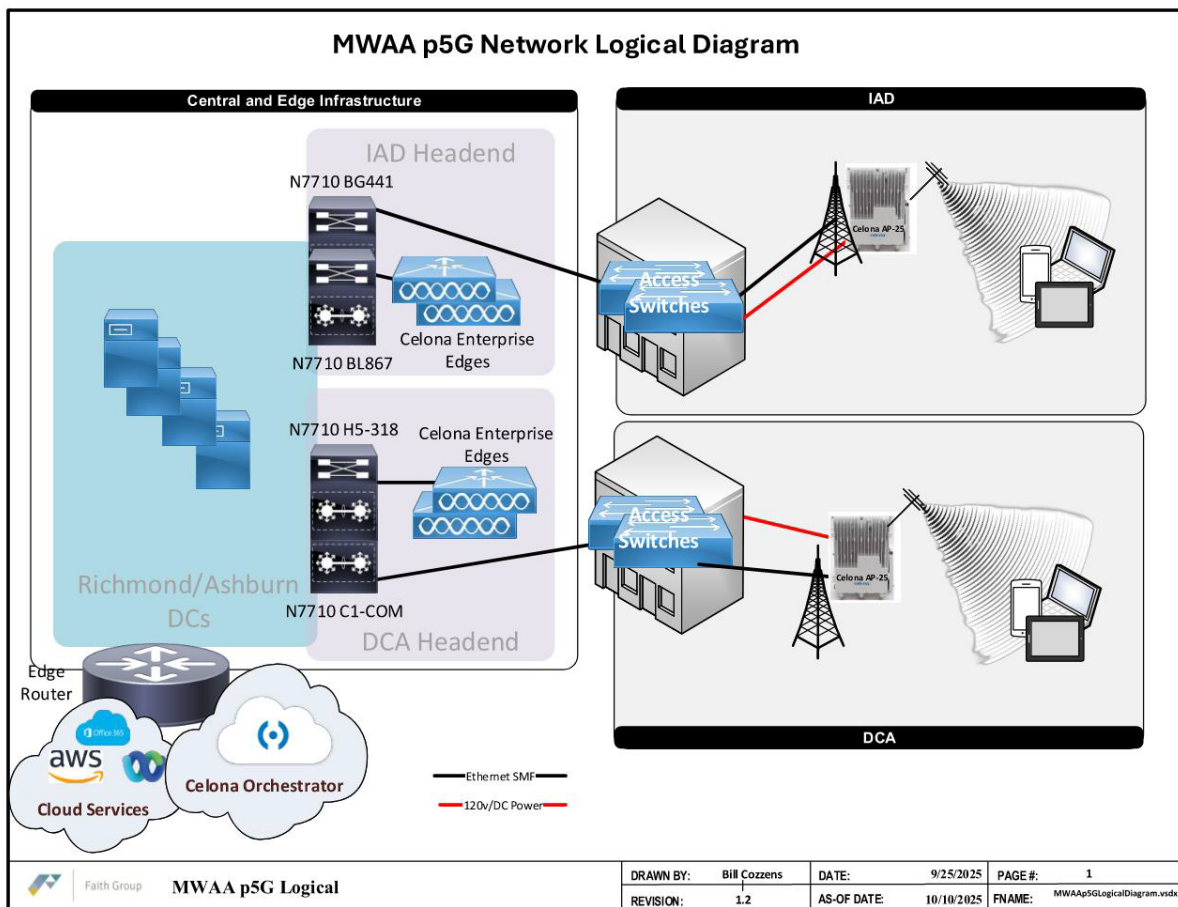 MWAA p5G Network Logical Diagram
Central and Edge Infrastructure
IAD Headend
N7710 BG441
Celona Enterprise
Edges
N7710 BL867
N7710 H5-318
Celona Enterprise
Edges
Richmond/Ashburn
DCs
N7710 C1-COM
DCA Headend
Edge
Router
Office 365
aws
Cloud Services
Celona Orchestrator
IAD
Access
Switches
Celona AP-25
Access
Switches
Celona AP-25
DCA
Ethernet SMF
120v/DC Power
Faith Group
MWAA p5G Logical
DRAWN BY: Bill Cozzens
DATE: 9/25/2025
PAGE #: 1
REVISION: 1.2
AS-OF DATE: 10/10/2025
FNAME: MWAAp5GLogicalDiagram.vsdx